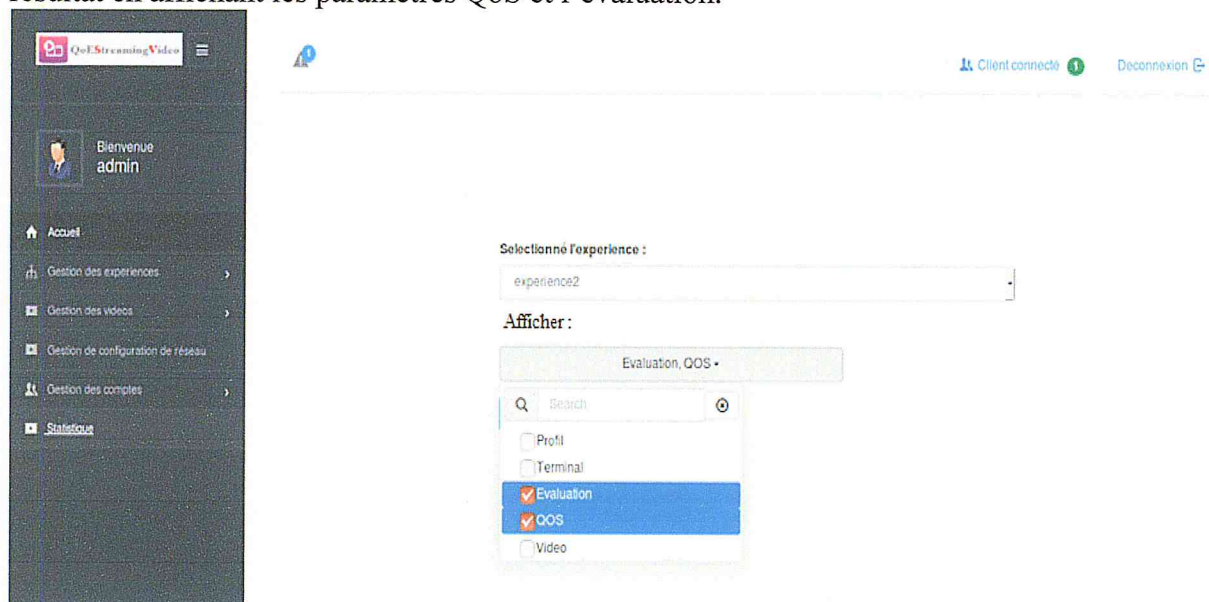 résultat en affichant les paramètres QoS et l'évaluation.
QoEStreamingVideo
1
Client connecté 1
Deconnexion
Bienvenue
admin
Accueil
Gestion des experiences
Gestion des videos
Gestion de configuration de réseau
Gestion des comptes
Statistique
Selectionné l'experience :
experience2
Afficher :
Evaluation, QOS
Search
Profil
Terminal
Evaluation
QOS
Video